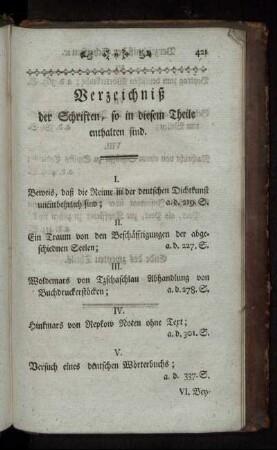 421
Verzeichniß
der Schriften, so in diesem Theile
enthalten sind.
I.
Beweis, daß die Reime in der deutschen Dichtkunst
unentbehrlich sind; a. d. 219. S.
II.
Ein Traum von den Beschäfftigungen der abge-
schiednen Seelen; a. d. 227. S.
III.
Woldemars von Tzschaschlau Abhandlung von
Buchdruckerstöcken; a. d. 278. S.
IV.
Hinkmars von Repkow Noten ohne Text;
a. d. 301. S.
V.
Versuch eines deutschen Wörterbuchs;
a. d. 337. S.
VI. Bey-